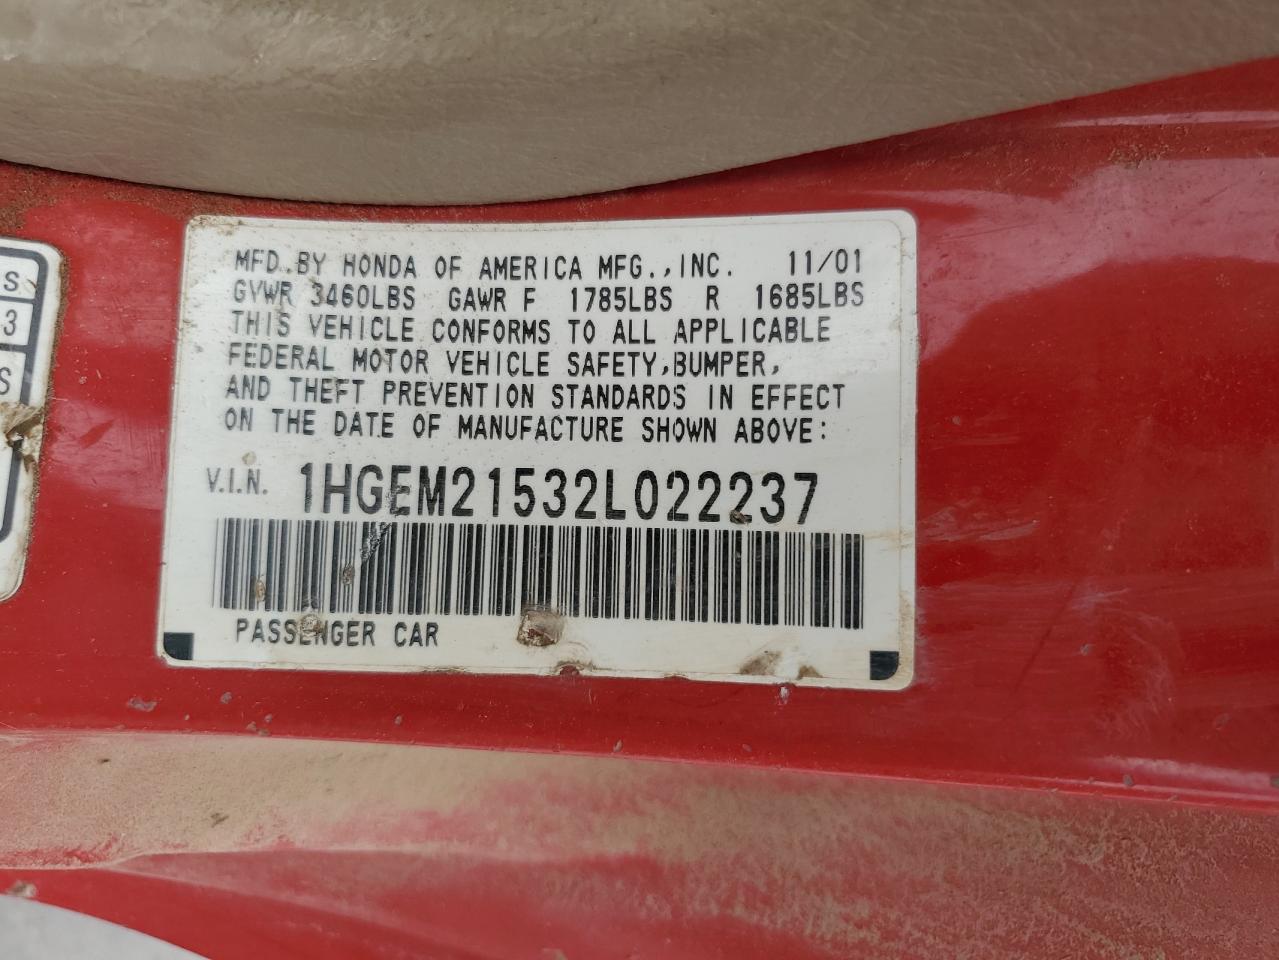 MFD. BY HONDA OF AMERICA MFG., INC. 11/01
GVWR 3460LBS GAWR F 1785LBS R 1685LBS
THIS VEHICLE CONFORMS TO ALL APPLICABLE
FEDERAL MOTOR VEHICLE SAFETY, BUMPER,
AND THEFT PREVENTION STANDARDS IN EFFECT
ON THE DATE OF MANUFACTURE SHOWN ABOVE:
V.I.N. 1HGEM21532L022237
PASSENGER CAR
S
3
S